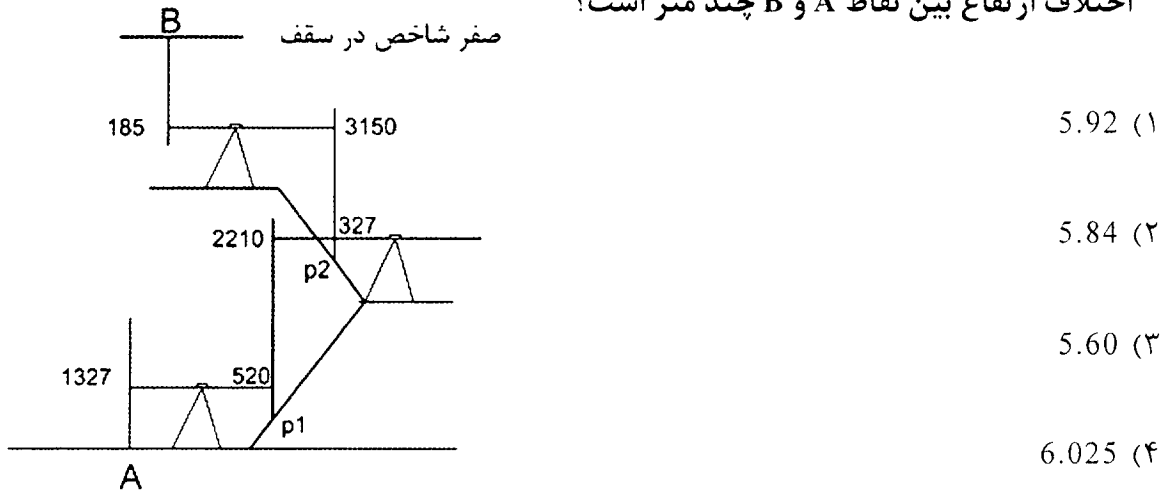 اختلاف ارتفاع بین نقاط A و B چند متر است؟
B
صفر شاخص در سقف
185
3150
5.92 (۱
327
2210
5.84 (۲
p2
5.60 (۳
1327
520
p1
6.025 (۴
A